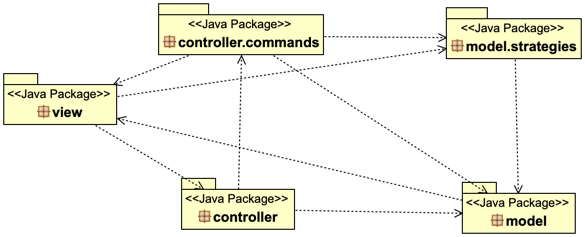 <<Java Package>>
controller.commands
<<Java Package>>
model.strategies
<<Java Package>>
view
<<Java Package>>
controller
<<Java Package>>
model